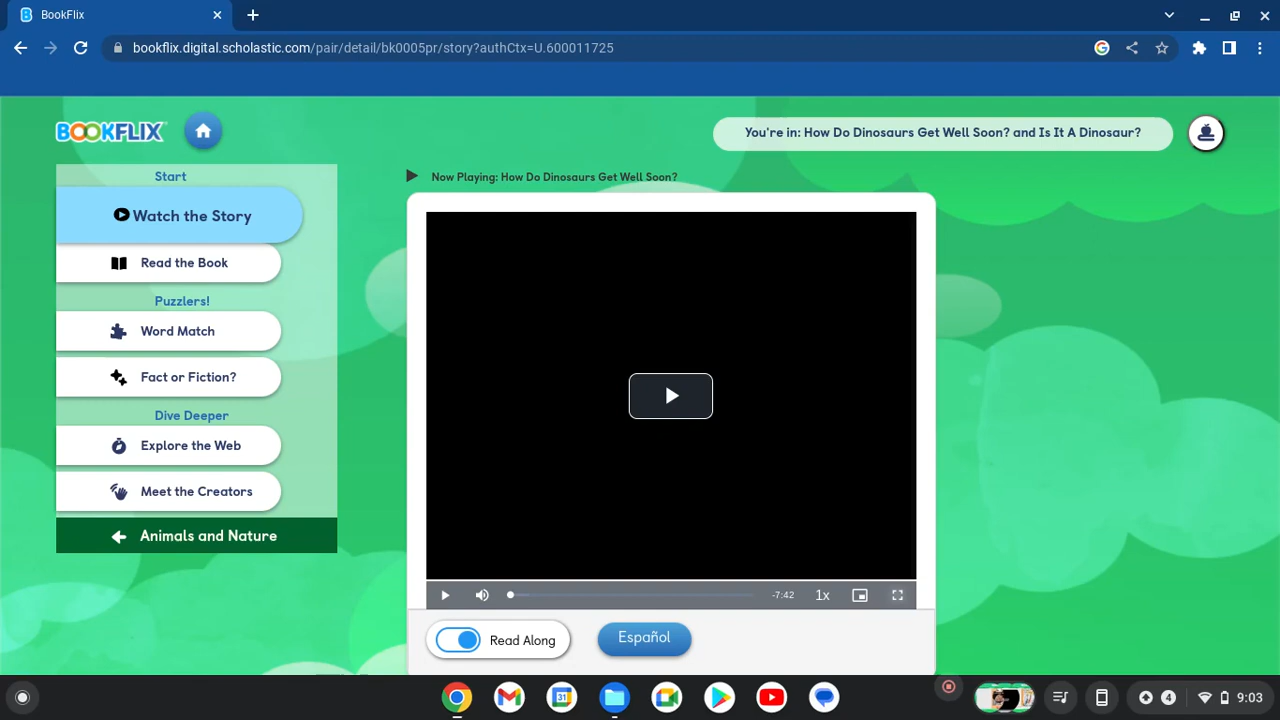 BookFlix
bookflix.digital.scholastic.com/pair/detail/bk0005pr/story?authCtx=U.600011725
BOOKFLIX
You're in: How Do Dinosaurs Get Well Soon? and Is It A Dinosaur?
Start
Watch the Story
Read the Book
Puzzlers!
Word Match
Fact or Fiction?
Dive Deeper
Explore the Web
Meet the Creators
Animals and Nature
Now Playing: How Do Dinosaurs Get Well Soon?
-7:42
1x
Read Along
Español
31
4
9:03